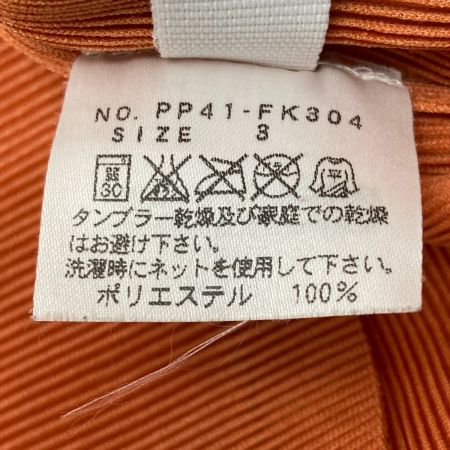 NO. PP41-FK304
SIZE 3
30
タンブラー乾燥及び家庭での乾燥
はお避け下さい。
洗濯時にネットを使用して下さい。
ポリエステル 100%